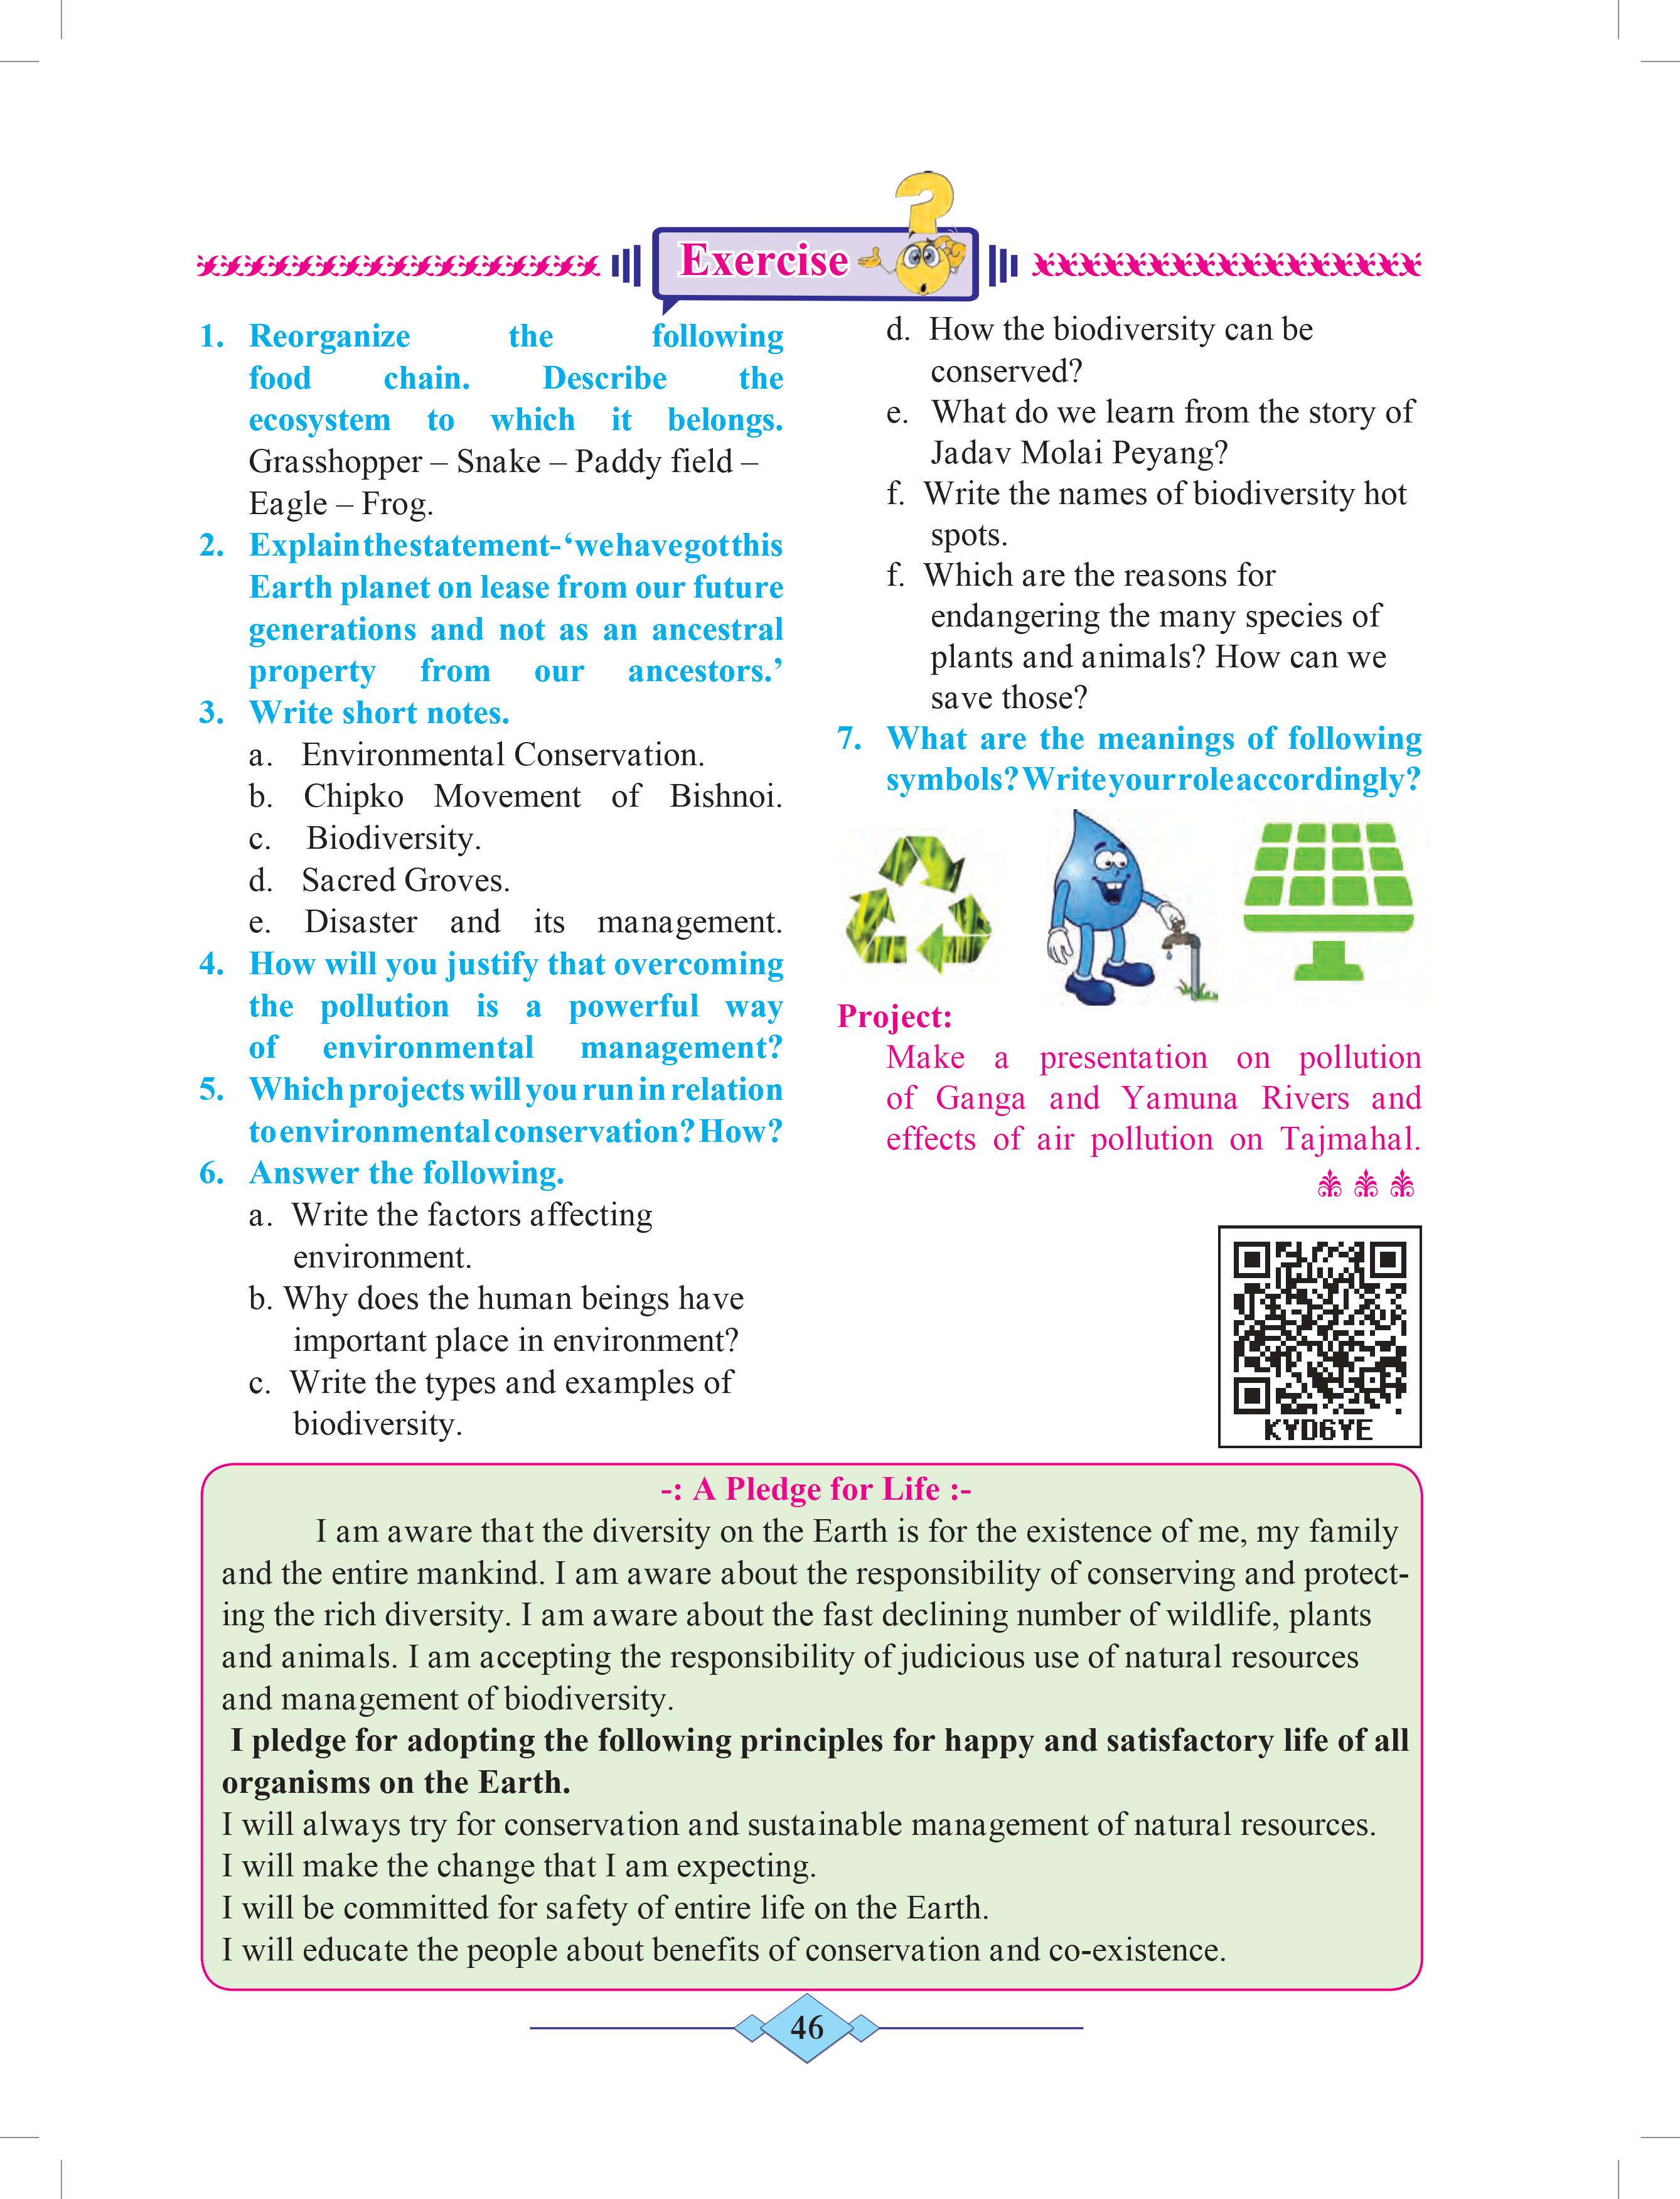 Exercise
1. Reorganize the following
food chain. Describe the
ecosystem to which it belongs.
Grasshopper – Snake – Paddy field –
Eagle – Frog.
2. Explain the statement- ‘we have got this
Earth planet on lease from our future
generations and not as an ancestral
property from our ancestors.’
3. Write short notes.
a. Environmental Conservation.
b. Chipko Movement of Bishnoi.
c. Biodiversity.
d. Sacred Groves.
e. Disaster and its management.
4. How will you justify that overcoming
the pollution is a powerful way
of environmental management?
5. Which projects will you run in relation
to environmental conservation? How?
6. Answer the following.
a. Write the factors affecting
environment.
b. Why does the human beings have
important place in environment?
c. Write the types and examples of
biodiversity.
d. How the biodiversity can be
conserved?
e. What do we learn from the story of
Jadav Molai Peyang?
f. Write the names of biodiversity hot
spots.
f. Which are the reasons for
endangering the many species of
plants and animals? How can we
save those?
7. What are the meanings of following
symbols? Write your role accordingly?
Project:
Make a presentation on pollution
of Ganga and Yamuna Rivers and
effects of air pollution on Tajmahal.
KYD6YE
-: A Pledge for Life :-
I am aware that the diversity on the Earth is for the existence of me, my family
and the entire mankind. I am aware about the responsibility of conserving and protect-
ing the rich diversity. I am aware about the fast declining number of wildlife, plants
and animals. I am accepting the responsibility of judicious use of natural resources
and management of biodiversity.
I pledge for adopting the following principles for happy and satisfactory life of all
organisms on the Earth.
I will always try for conservation and sustainable management of natural resources.
I will make the change that I am expecting.
I will be committed for safety of entire life on the Earth.
I will educate the people about benefits of conservation and co-existence.
46